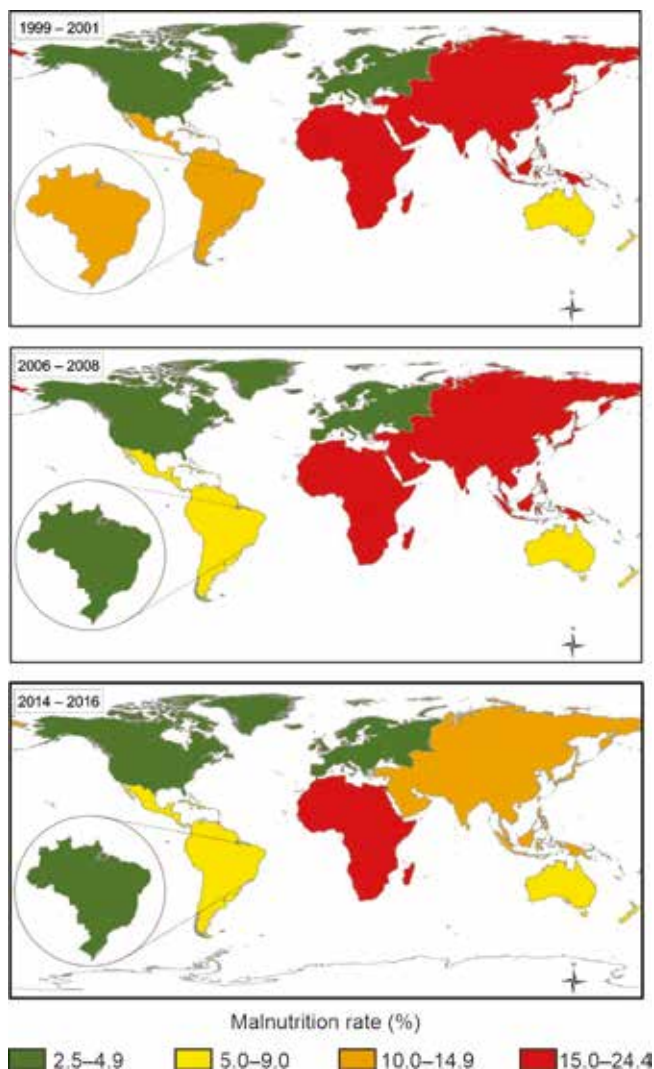 1999 – 2001
2006 – 2008
2014 – 2016
Malnutrition rate (%)
2.5–4.9 5.0–9.0 10.0–14.9 15.0–24.4